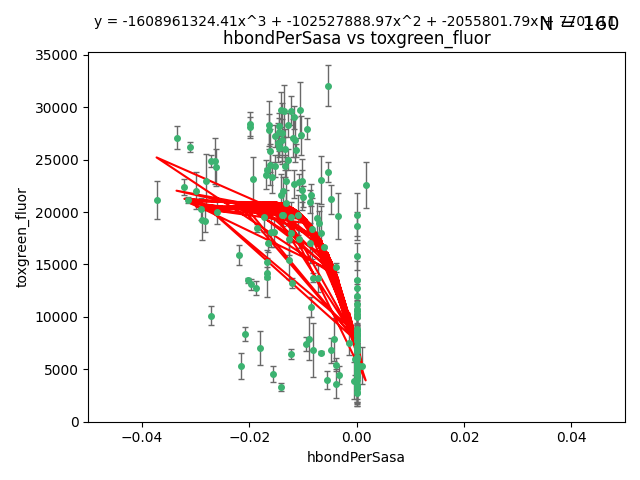 y = -1608961324.41x^3 + -102527888.97x^2 + -2055801.79x + 7701.61
N = 160
hbondPerSasa vs toxgreen_fluor
35000
30000
25000
20000
15000
10000
5000
0
toxgreen_fluor
−0.04
−0.02
0.00
0.02
0.04
hbondPerSasa